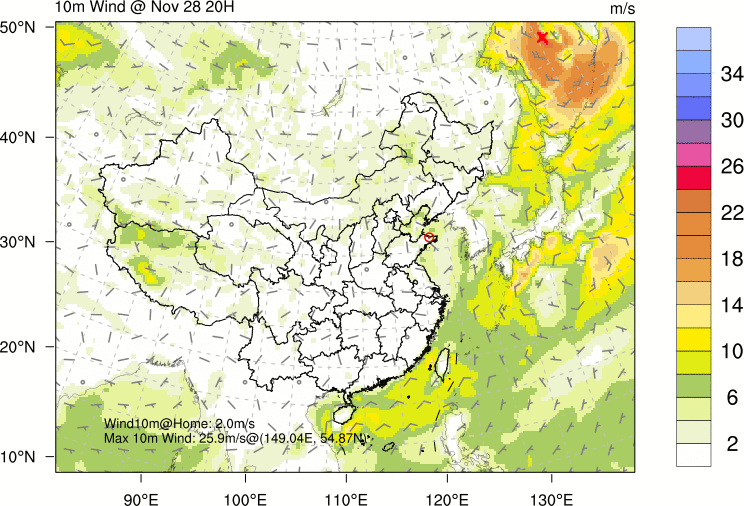 10m Wind @ Nov 28 20H
m/s
50°N
40°N
30°N
20°N
10°N
90°E
100°E
110°E
120°E
130°E
Wind10m@Home: 2.0m/s
Max 10m Wind: 25.9m/s@(149.04E, 54.87N)
34
30
26
22
18
14
10
6
2